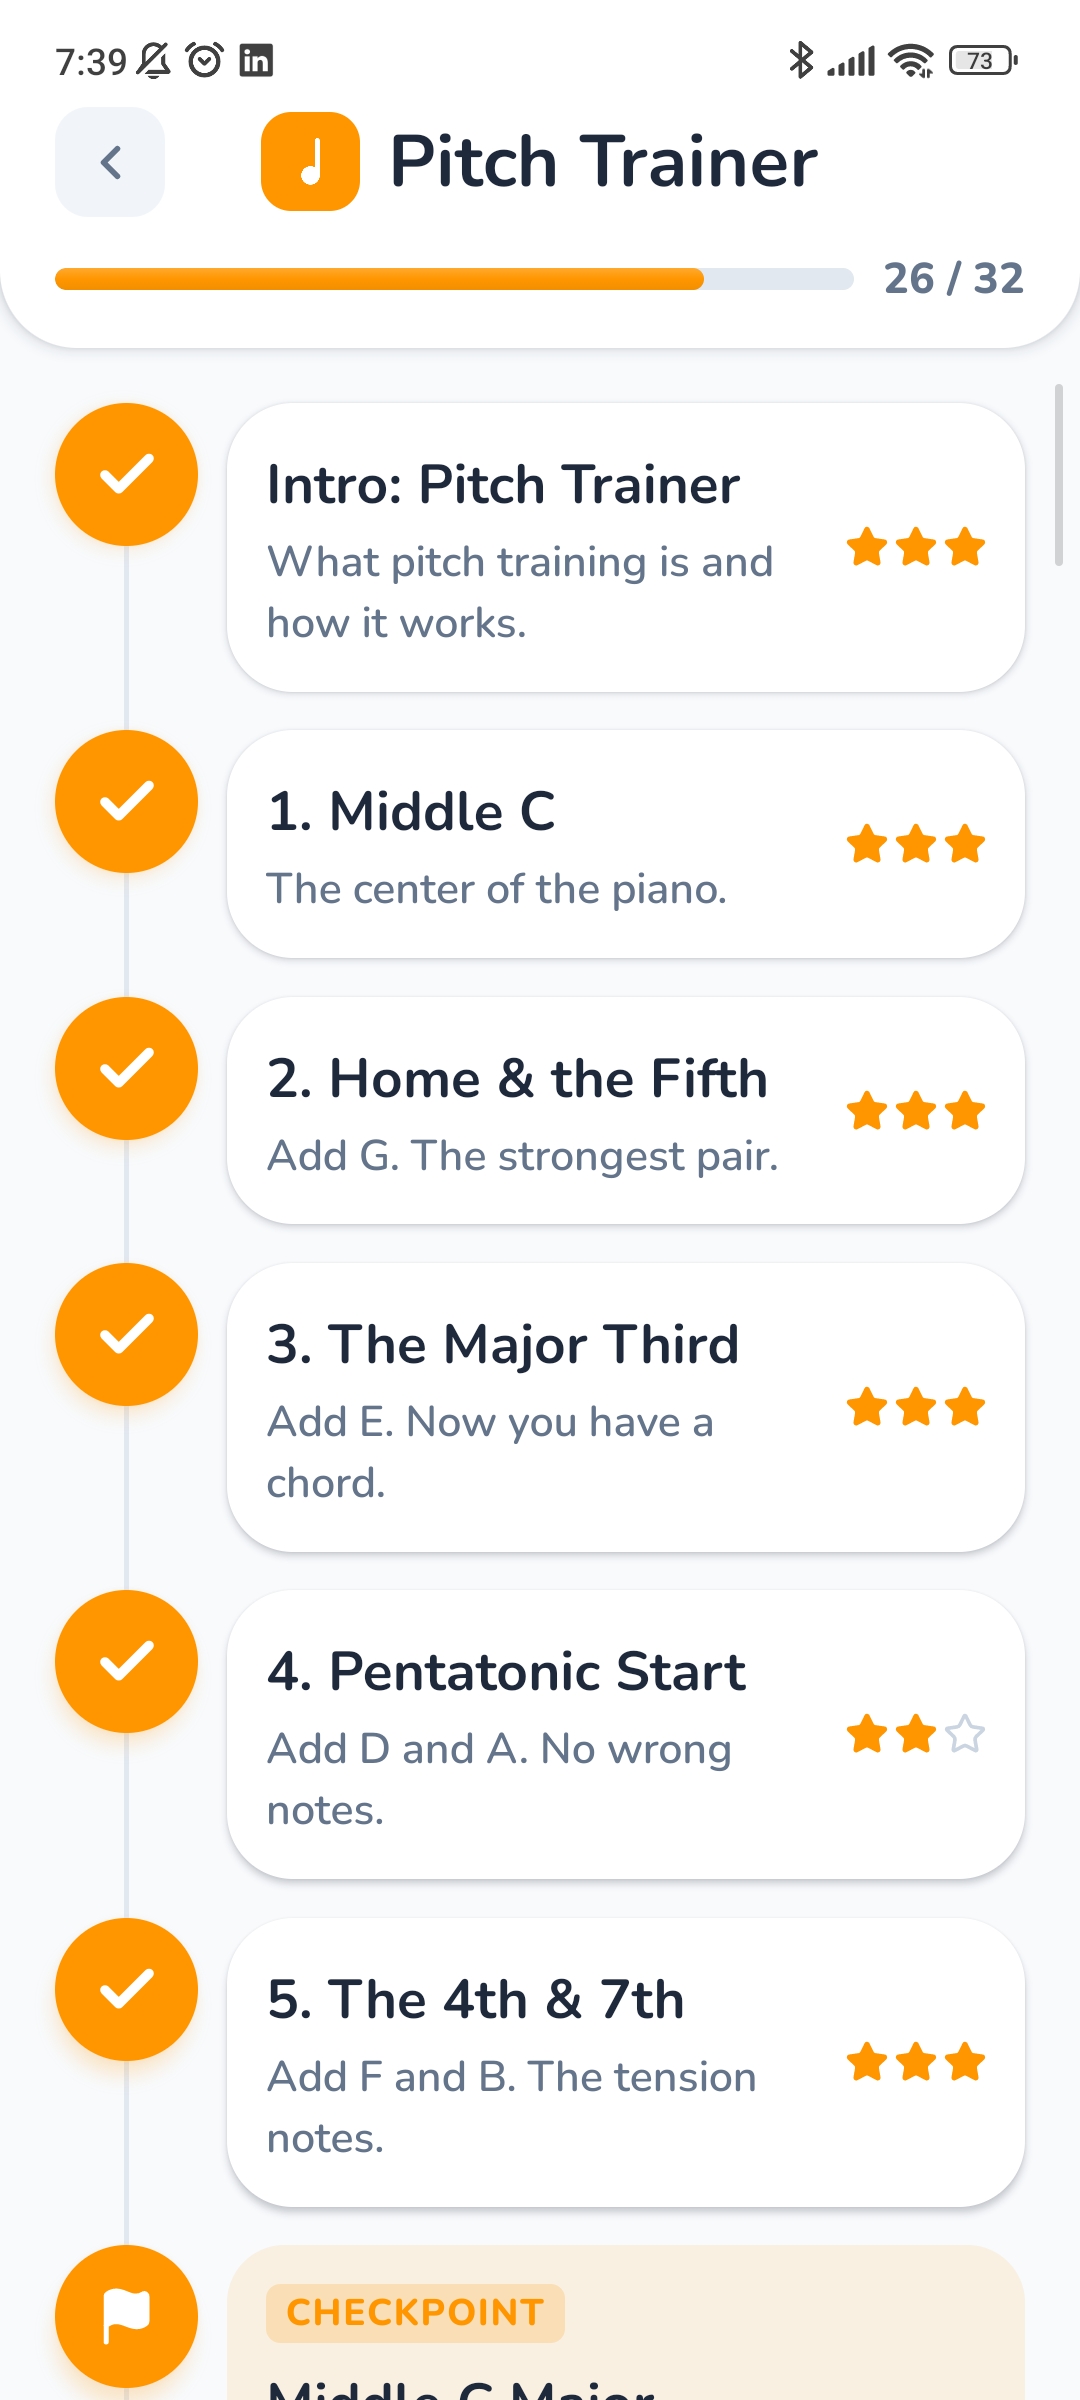 7:39
73
Pitch Trainer
26 / 32
Intro: Pitch Trainer
What pitch training is and
how it works.
1. Middle C
The center of the piano.
2. Home & the Fifth
Add G. The strongest pair.
3. The Major Third
Add E. Now you have a
chord.
4. Pentatonic Start
Add D and A. No wrong
notes.
5. The 4th & 7th
Add F and B. The tension
notes.
CHECKPOINT
Middle C Major